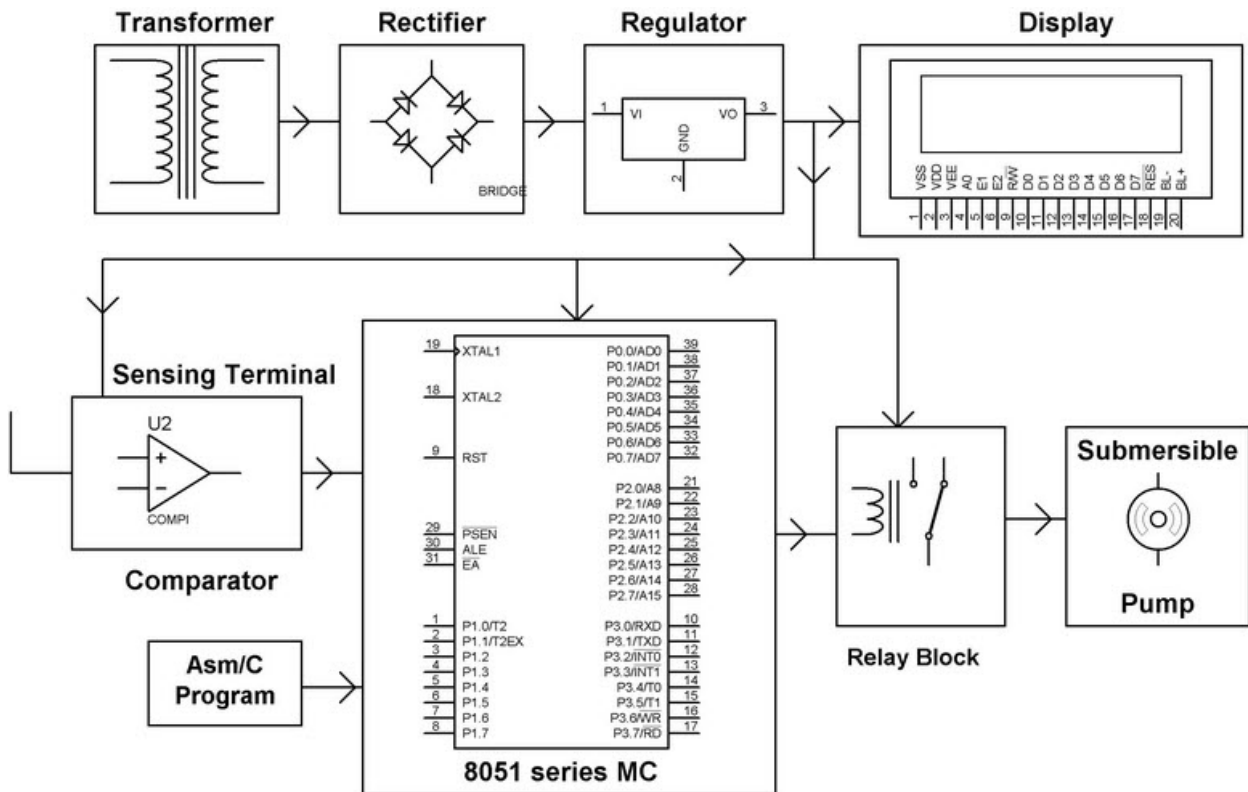 Transformer
Rectifier
Regulator
Display
BRIDGE
1
VI
VO
3
GND
2
VSS
VDD
VEE
A0
E1
E2
R/W
D0
D1
D2
D3
D4
D5
D6
D7
RES
BL-
BL+
1
2
3
4
5
6
9
10
11
12
13
14
15
16
17
18
19
20
Sensing Terminal
U2
+
−
COMPI
Comparator
Asm/C
Program
19
XTAL1
18
XTAL2
9
RST
29
PSEN
30
ALE
31
EA
1
P1.0/T2
2
P1.1/T2EX
3
P1.2
4
P1.3
5
P1.4
6
P1.5
7
P1.6
8
P1.7
P0.0/AD0
39
P0.1/AD1
38
P0.2/AD2
37
P0.3/AD3
36
P0.4/AD4
35
P0.5/AD5
34
P0.6/AD6
33
P0.7/AD7
32
P2.0/A8
21
P2.1/A9
22
P2.2/A10
23
P2.3/A11
24
P2.4/A12
25
P2.5/A13
26
P2.6/A14
27
P2.7/A15
28
P3.0/RXD
10
P3.1/TXD
11
P3.2/INT0
12
P3.3/INT1
13
P3.4/T0
14
P3.5/T1
15
P3.6/WR
16
P3.7/RD
17
8051 series MC
Relay Block
Submersible
Pump